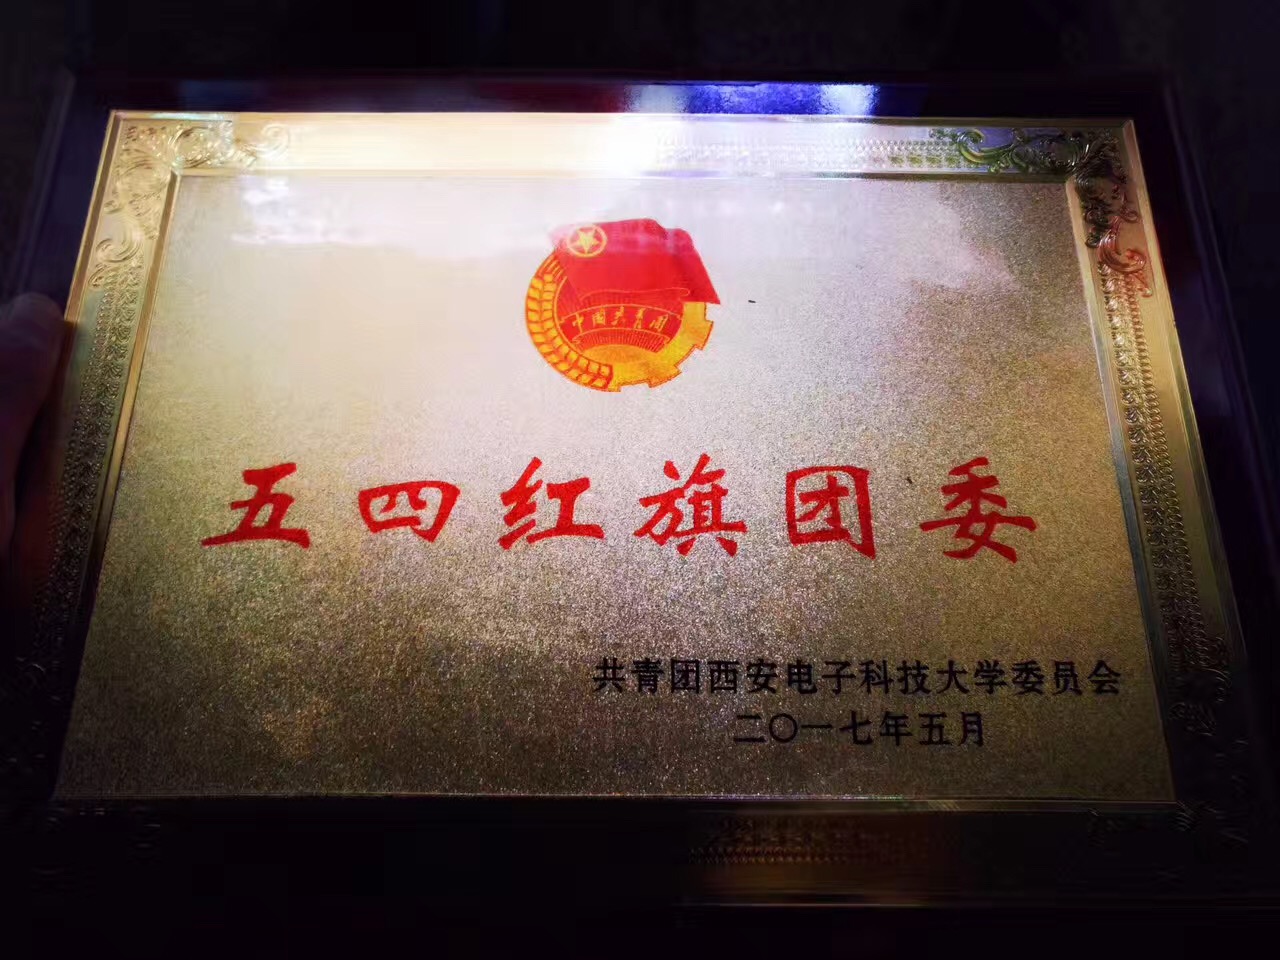 中国共青团
五四红旗团委
共青团西安电子科技大学委员会
二〇一七年五月